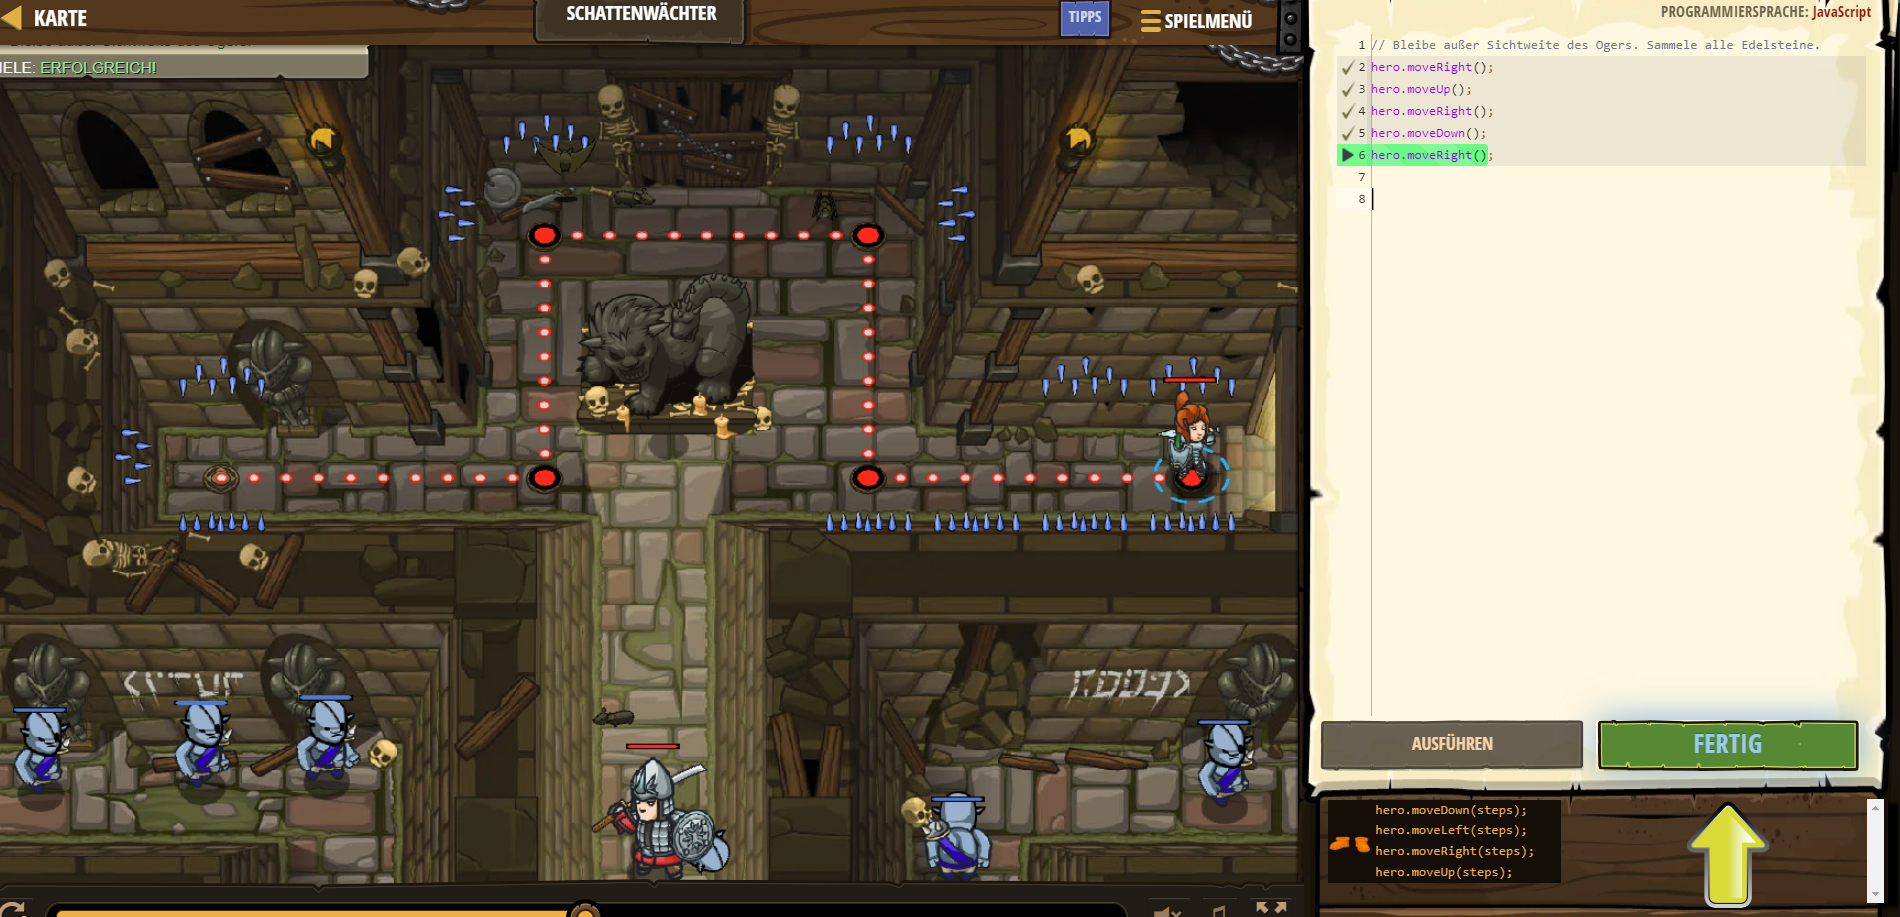 Karte
Schattenwächter
Tipps
Spielmenü
Programmiersprache: JavaScript
iele: Erfolgreich!
1 // Bleibe außer Sichtweite des Ogers. Sammele alle Edelsteine.
2 hero.moveRight();
3 hero.moveUp();
4 hero.moveRight();
5 hero.moveDown();
6 hero.moveRight();
7
8
Ausführen
Fertig
hero.moveDown(steps);
hero.moveLeft(steps);
hero.moveRight(steps);
hero.moveUp(steps);